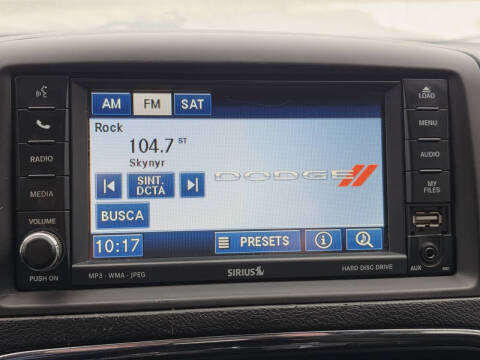 AM FM SAT
Rock
104.7 ST
Skynyr
SINT.
DCTA
DODGE
BUSCA
10:17 PRESETS
RADIO
MEDIA
VOLUME
PUSH ON
LOAD
MENU
AUDIO
MY
FILES
AUX
MP3 · WMA · JPEG
SIRIUS
HARD DISC DRIVE